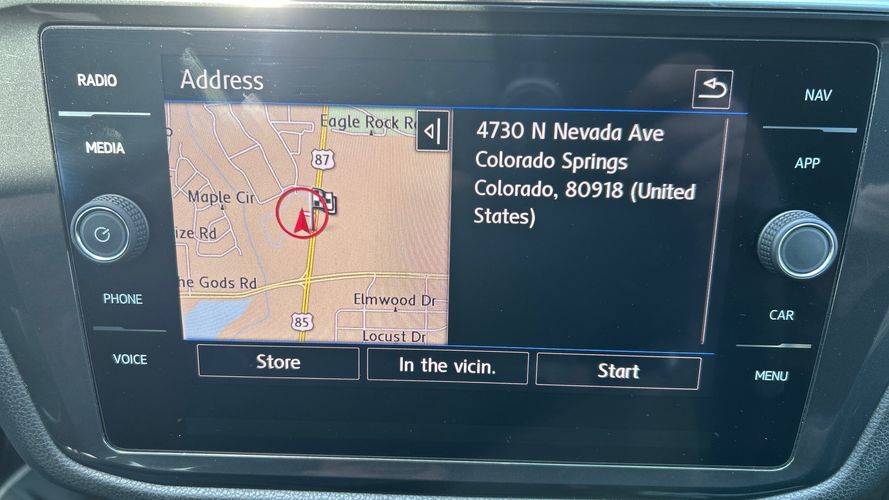 RADIO
MEDIA
PHONE
VOICE
Address
Eagle Rock R
87
Maple Cir
ize Rd
he Gods Rd
Elmwood Dr
85
Locust Dr
4730 N Nevada Ave
Colorado Springs
Colorado, 80918 (United
States)
Store
In the vicin.
Start
NAV
APP
CAR
MENU